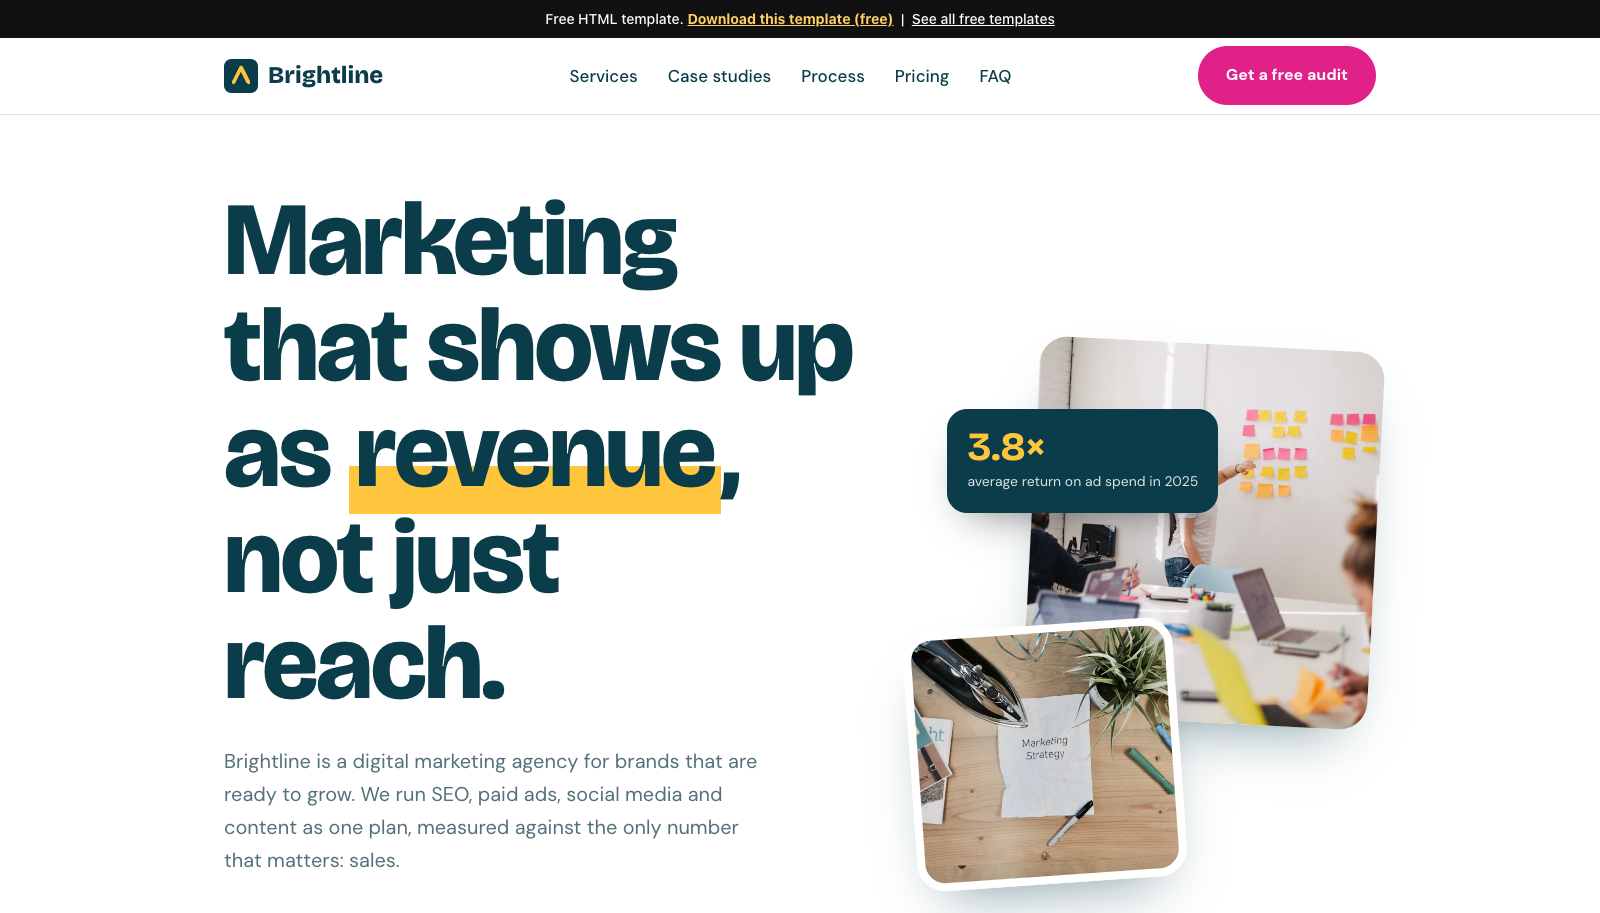 Free HTML template. Download this template (free) | See all free templates
Brightline
Services Case studies Process Pricing FAQ
Get a free audit
Marketing
that shows up
as revenue,
not just
reach.
3.8×
average return on ad spend in 2025
Marketing
Strategy
ht
Brightline is a digital marketing agency for brands that are
ready to grow. We run SEO, paid ads, social media and
content as one plan, measured against the only number
that matters: sales.